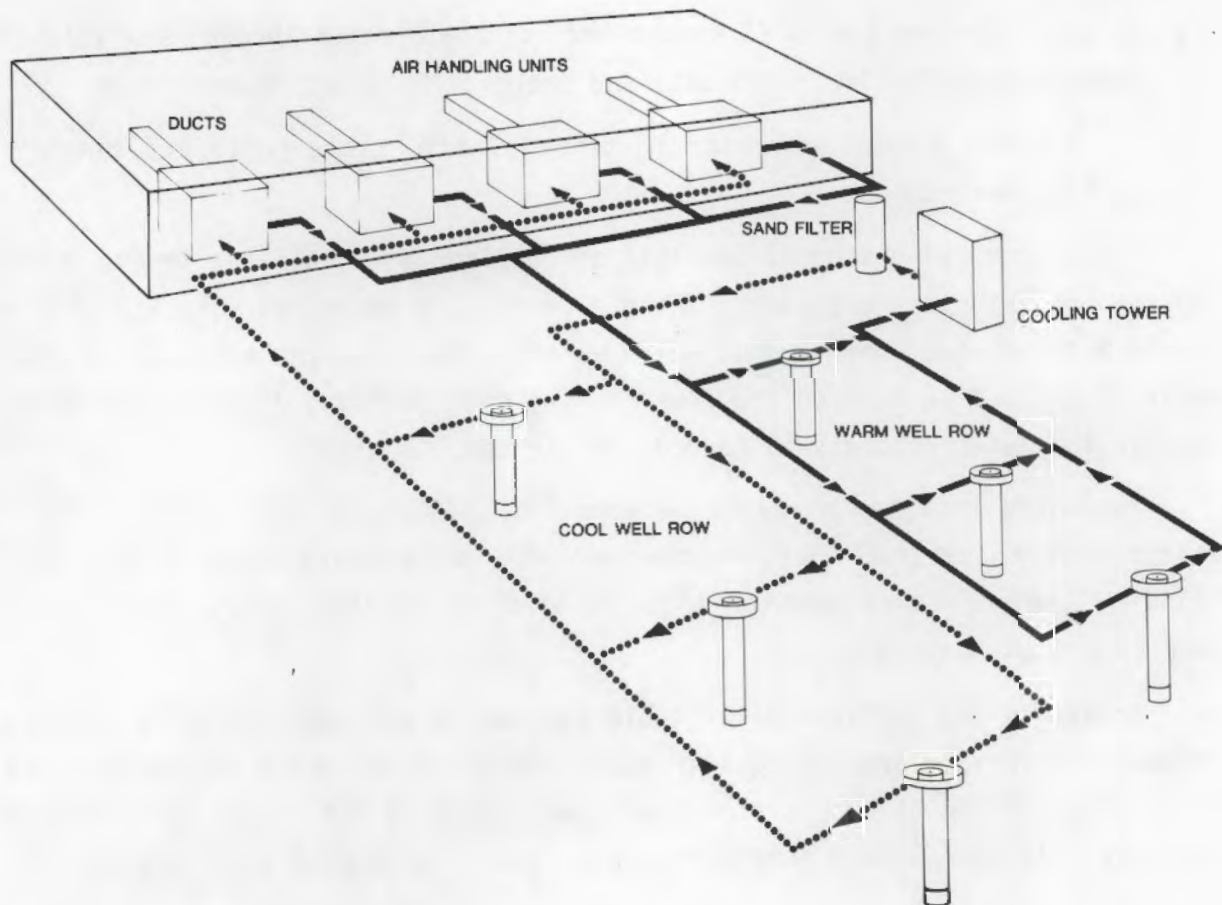 AIR HANDLING UNITS
DUCTS
SAND FILTER
COOLING TOWER
WARM WELL ROW
COOL WELL ROW